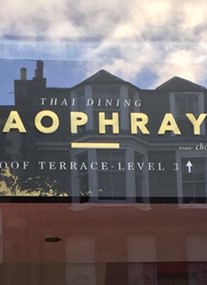 THAI DINING
AOPHRAY
OOF TERRACE-LEVEL 3 ↑